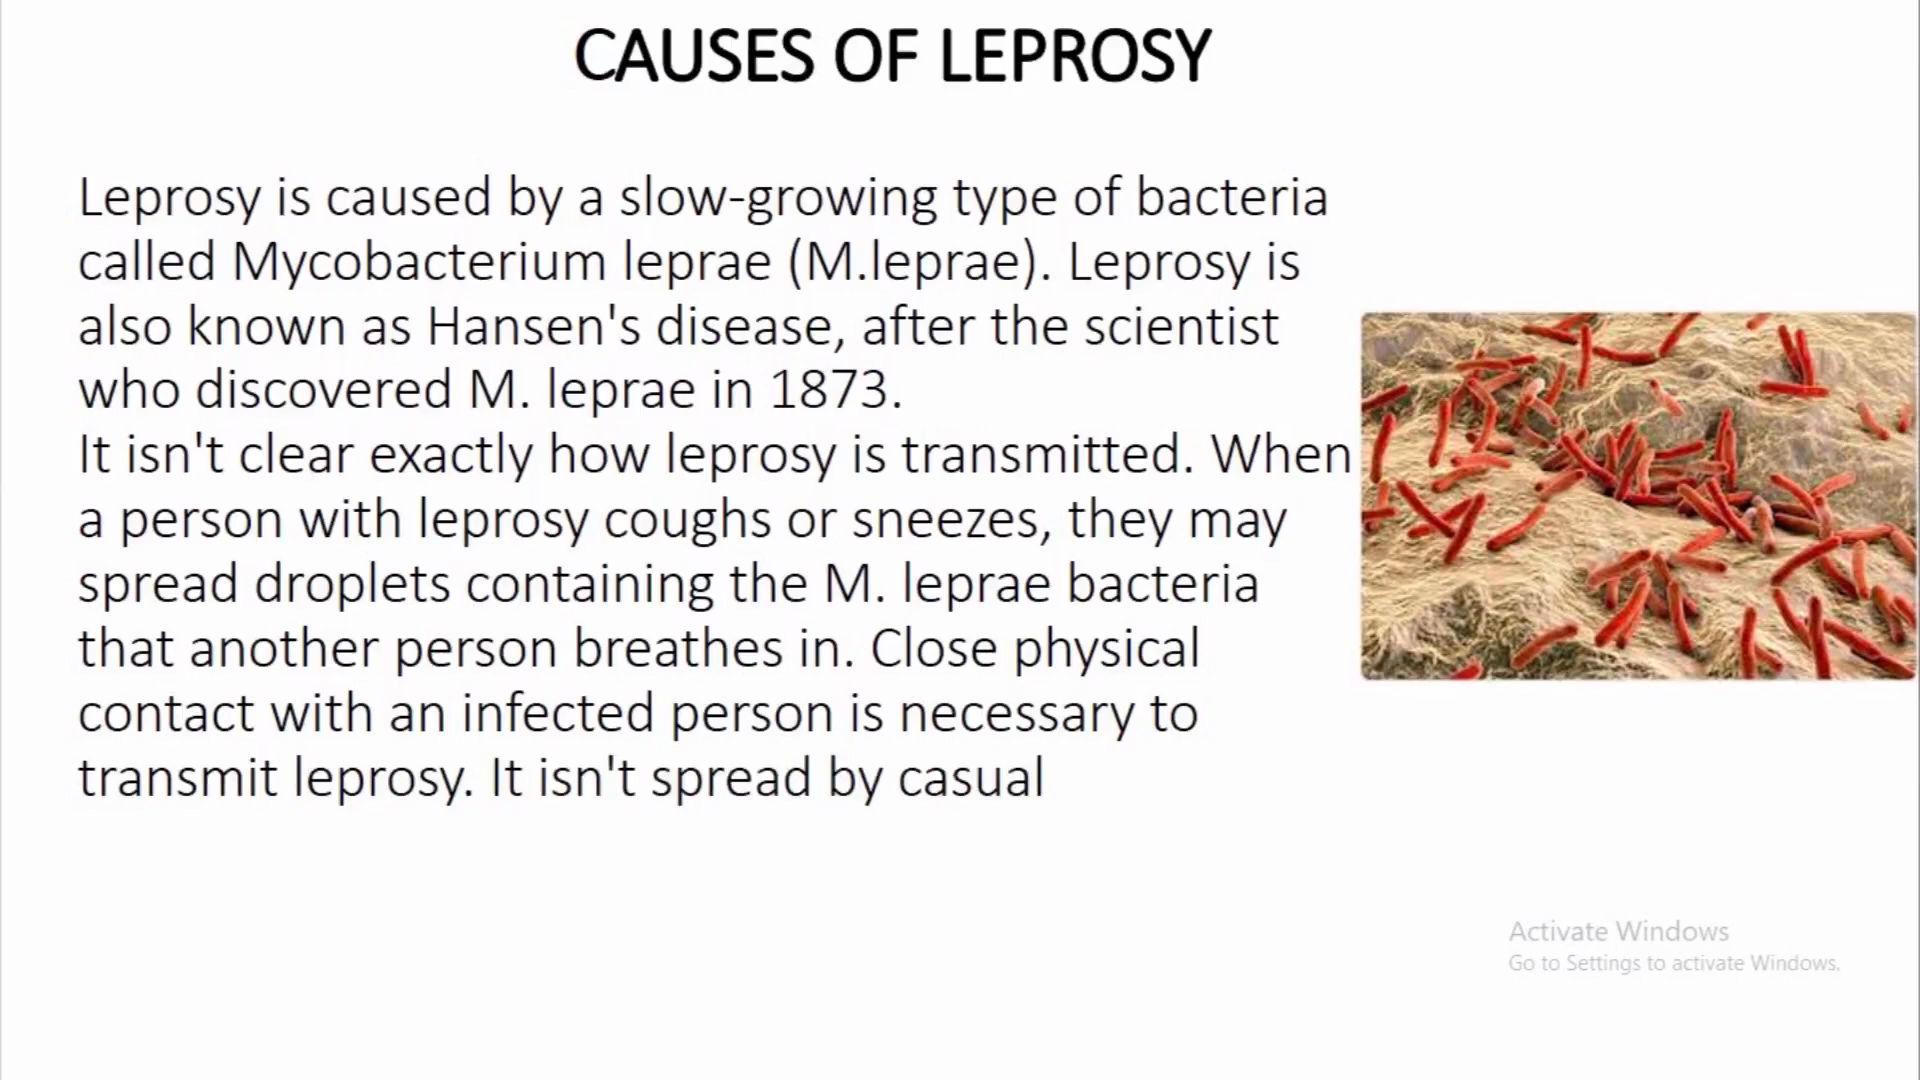 CAUSES OF LEPROSY
Leprosy is caused by a slow-growing type of bacteria
called Mycobacterium leprae (M.leprae). Leprosy is
also known as Hansen's disease, after the scientist
who discovered M. leprae in 1873.
It isn't clear exactly how leprosy is transmitted. When
a person with leprosy coughs or sneezes, they may
spread droplets containing the M. leprae bacteria
that another person breathes in. Close physical
contact with an infected person is necessary to
transmit leprosy. It isn't spread by casual
Activate Windows
Go to Settings to activate Windows.